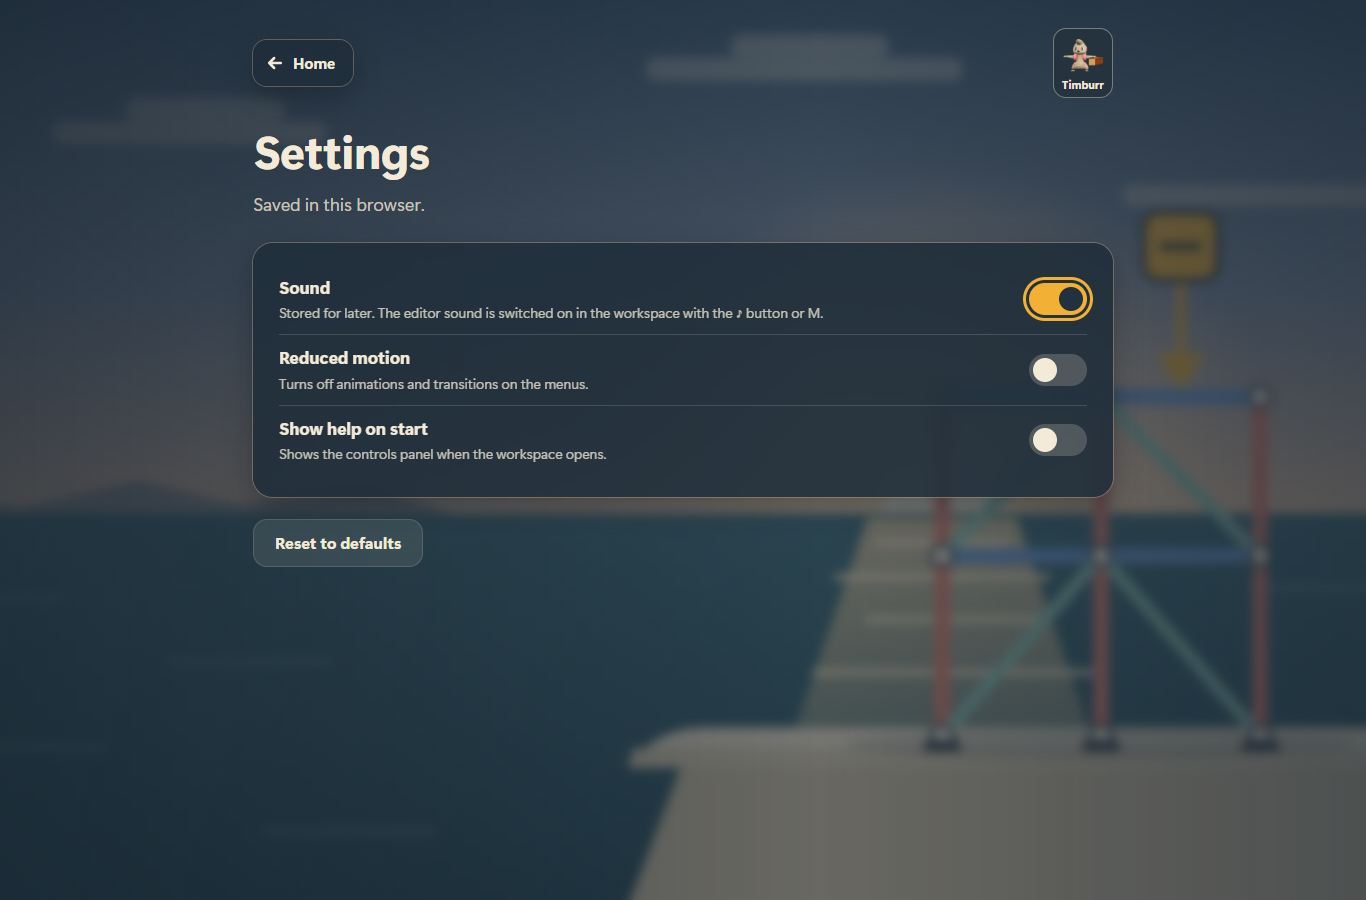 Home
Timburr
Settings
Saved in this browser.
Sound
Stored for later. The editor sound is switched on in the workspace with the ♪ button or M.
Reduced motion
Turns off animations and transitions on the menus.
Show help on start
Shows the controls panel when the workspace opens.
Reset to defaults